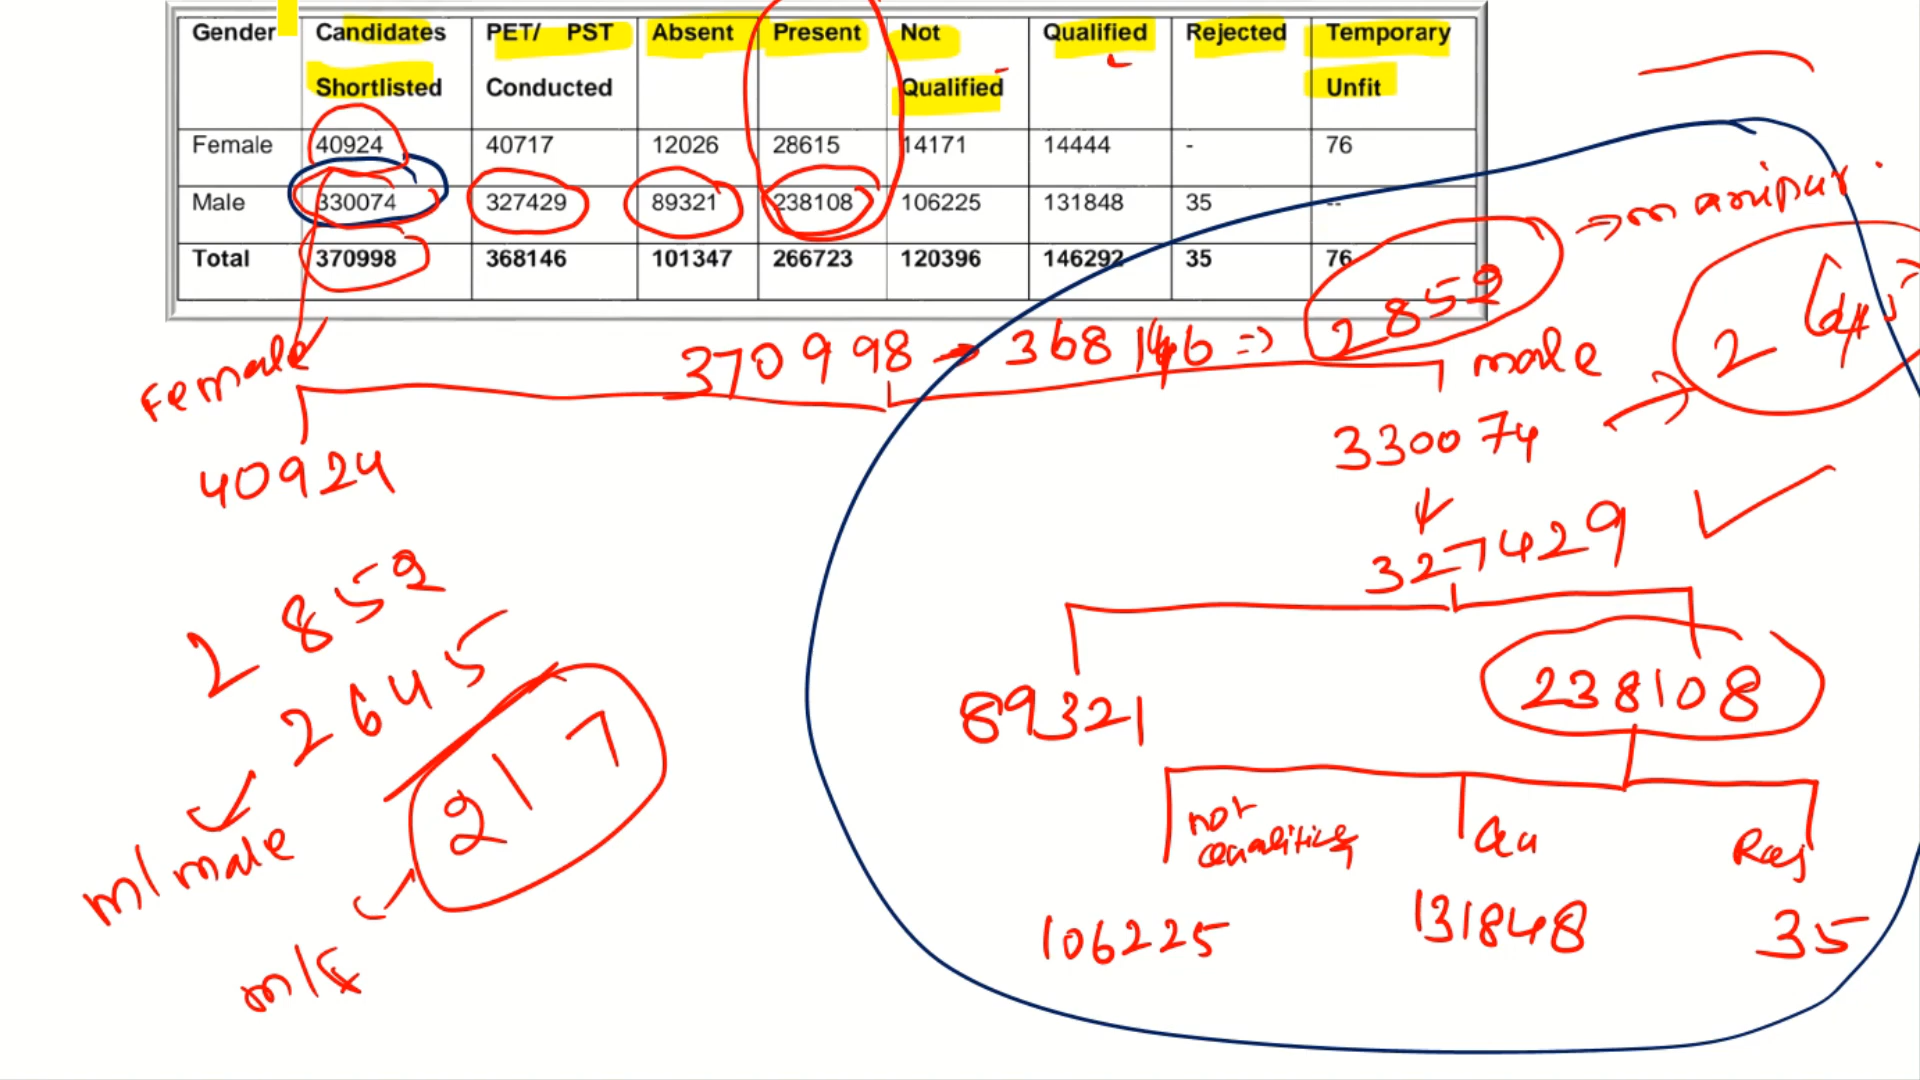 Gender Candidates Shortlisted PET/ PST Conducted Absent Present Not Qualified Qualified Rejected Temporary Unfit
Female 40924 40717 12026 28615 14171 14444 - 76
Male 330074 327429 89321 238108 106225 131848 35 --
Total 370998 368146 101347 266723 120396 146292 35 76
→ manipur.
370998 → 368146 => 2852
Female
male
2
40924
330074
327429
2852
2645
217
89321
238108
m/male
not
Qu
Rej
m/f
106225
131848
35